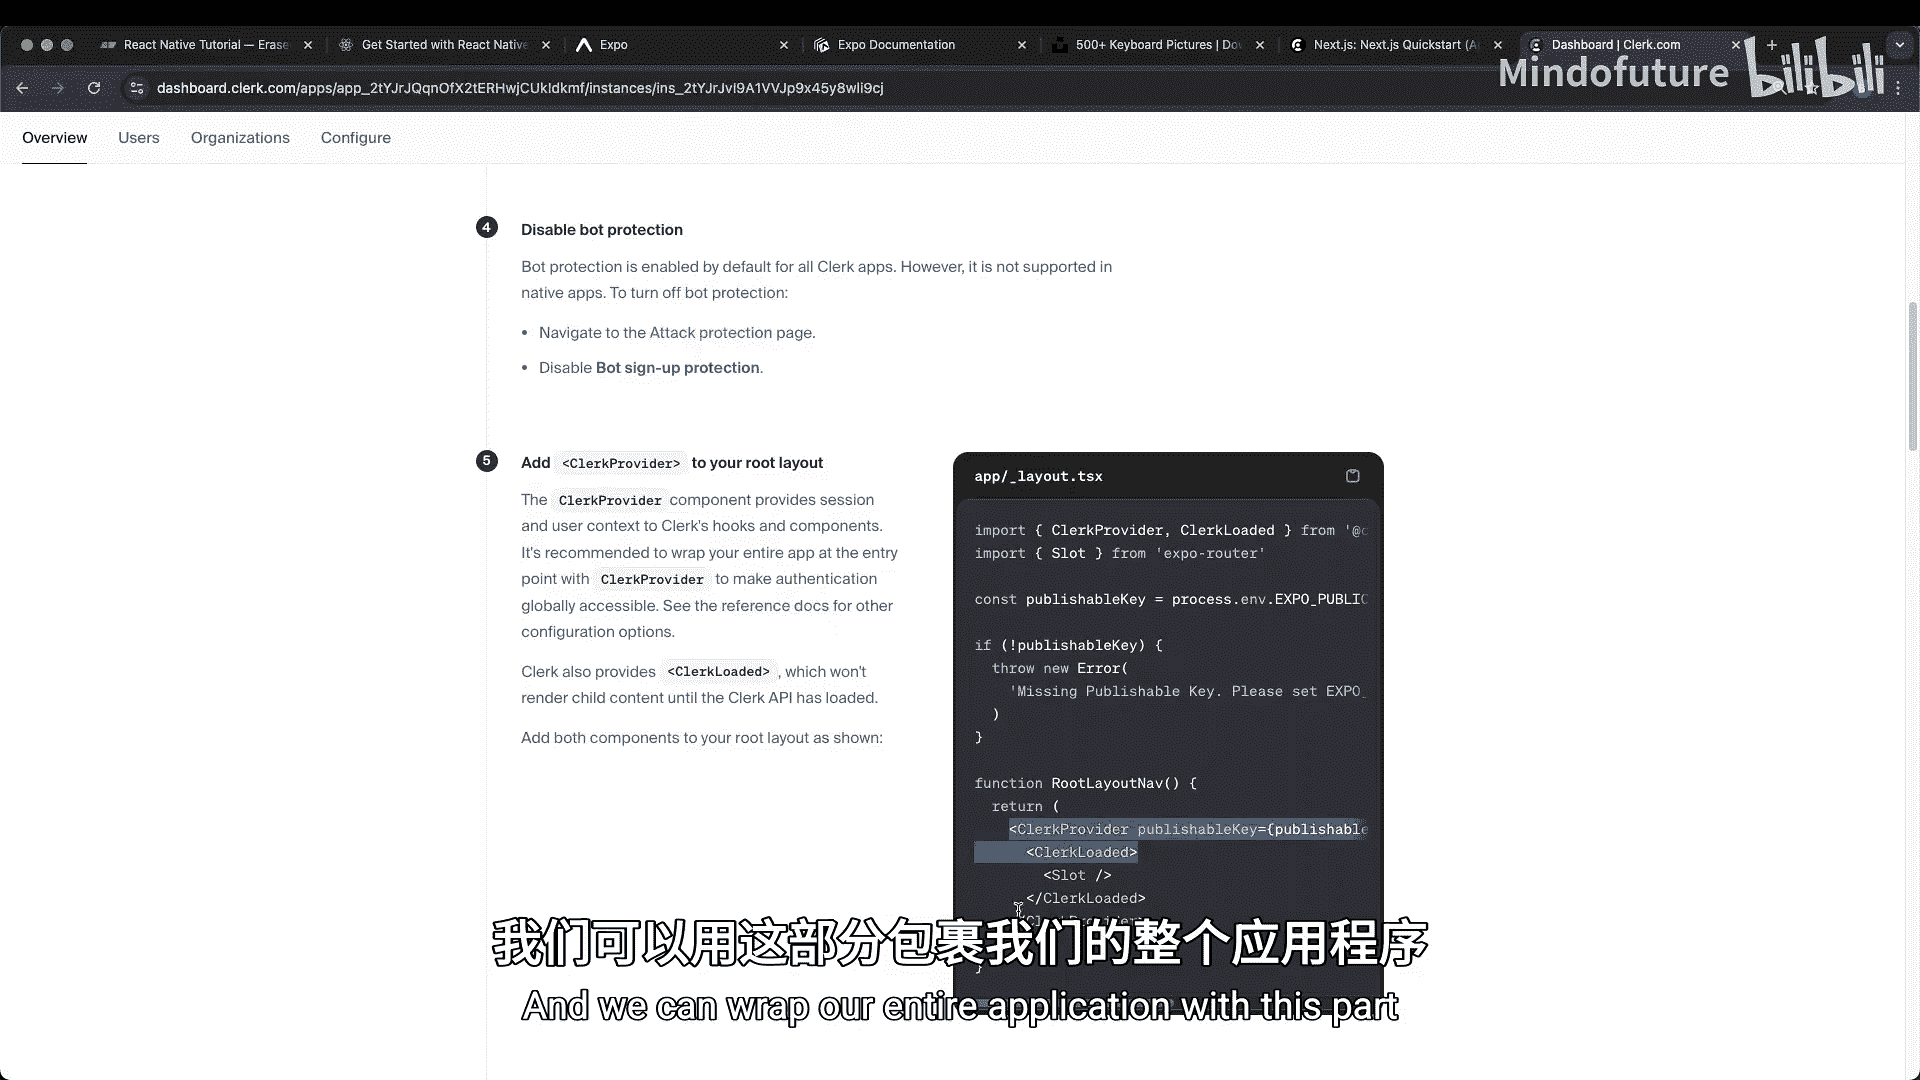 React Native Tutorial — Erase
Get Started with React Native
Expo
Expo Documentation
500+ Keyboard Pictures | Do
Next.js: Next.js Quickstart (A
Dashboard | Clerk.com
dashboard.clerk.com/apps/app_2tYJrJQqnOfX2tERHwjCUkIdkmf/instances/ins_2tYJrJvI9A1VVJp9x45y8wli9cj
Mindofuture bilibili
Overview
Users
Organizations
Configure
4
Disable bot protection
Bot protection is enabled by default for all Clerk apps. However, it is not supported in
native apps. To turn off bot protection:
• Navigate to the Attack protection page.
• Disable Bot sign-up protection.
5
Add <ClerkProvider> to your root layout
The ClerkProvider component provides session
and user context to Clerk's hooks and components.
It's recommended to wrap your entire app at the entry
point with ClerkProvider to make authentication
globally accessible. See the reference docs for other
configuration options.
Clerk also provides <ClerkLoaded>, which won't
render child content until the Clerk API has loaded.
Add both components to your root layout as shown:
app/_layout.tsx
import { ClerkProvider, ClerkLoaded } from '@c
import { Slot } from 'expo-router'
const publishableKey = process.env.EXPO_PUBLIC
if (!publishableKey) {
throw new Error(
'Missing Publishable Key. Please set EXPO_
)
}
function RootLayoutNav() {
return (
<ClerkProvider publishableKey={publishable
<ClerkLoaded>
<Slot />
</ClerkLoaded>
}
我们可以用这部分包裹我们的整个应用程序
And we can wrap our entire application with this part